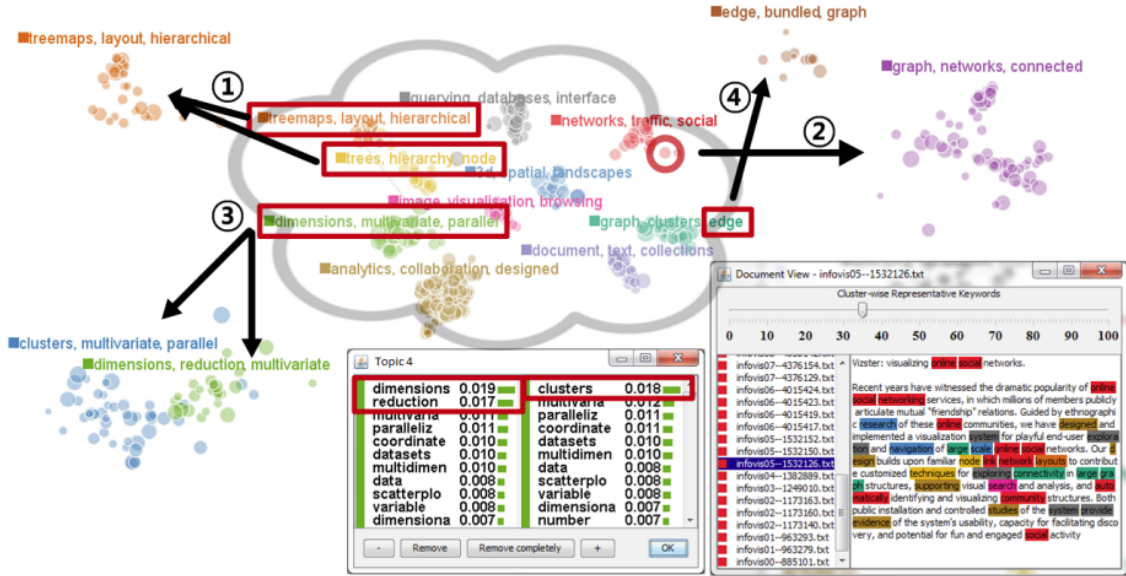 edge, bundled, graph
treemaps, layout, hierarchical
graph, networks, connected
①
④
②
querying, databases, interface
treemaps, layout, hierarchical
networks, traffic, social
trees, hierarchy, node
3d, spatial, landscapes
image, visualisation, browsing
③
dimensions, multivariate, parallel
graph, clusters, edge
document, text, collections
analytics, collaboration, designed
clusters, multivariate, parallel
dimensions, reduction, multivariate
Topic 4
dimensions 0.019
reduction 0.017
multivaria 0.011
paralleliz 0.011
coordinate 0.010
datasets 0.010
multidimen 0.010
data 0.008
scatterplo 0.008
variable 0.008
dimensiona 0.007
clusters 0.018
multivaria 0.012
paralleliz 0.011
coordinate 0.011
datasets 0.010
multidimen 0.010
data 0.008
scatterplo 0.008
variable 0.008
dimensiona 0.007
number 0.007
- Remove Remove completely + OK
Document View - infovis05--1532126.txt
Cluster-wise Representative Keywords
0 10 20 30 40 50 60 70 80 90 100
infovis07--4376154.txt
infovis07--4376129.txt
infovis06--4015424.txt
infovis06--4015423.txt
infovis06--4015419.txt
infovis06--4015417.txt
infovis05--1532152.txt
infovis05--1532150.txt
infovis05--1532126.txt
infovis04--1382889.txt
infovis03--1249010.txt
infovis02--1173163.txt
infovis02--1173160.txt
infovis02--1173140.txt
infovis01--963293.txt
infovis01--963279.txt
infovis00--885101.txt
Vizster: visualizing online social networks.
Recent years have witnessed the dramatic popularity of online
social networking services, in which millions of members publicly
articulate mutual "friendship" relations. Guided by ethnographi
c research of these online communities, we have designed and
implemented a visualization system for playful end-user explora
tion and navigation of large scale online social networks. Our d
esign builds upon familiar node link network layouts to contribut
e customized techniques for exploring connectivity in large gra
ph structures, supporting visual search and analysis, and auto
matically identifying and visualizing community structures. Both
public installation and controlled studies of the system provide
evidence of the system's usability, capacity for facilitating disco
very, and potential for fun and engaged social activity